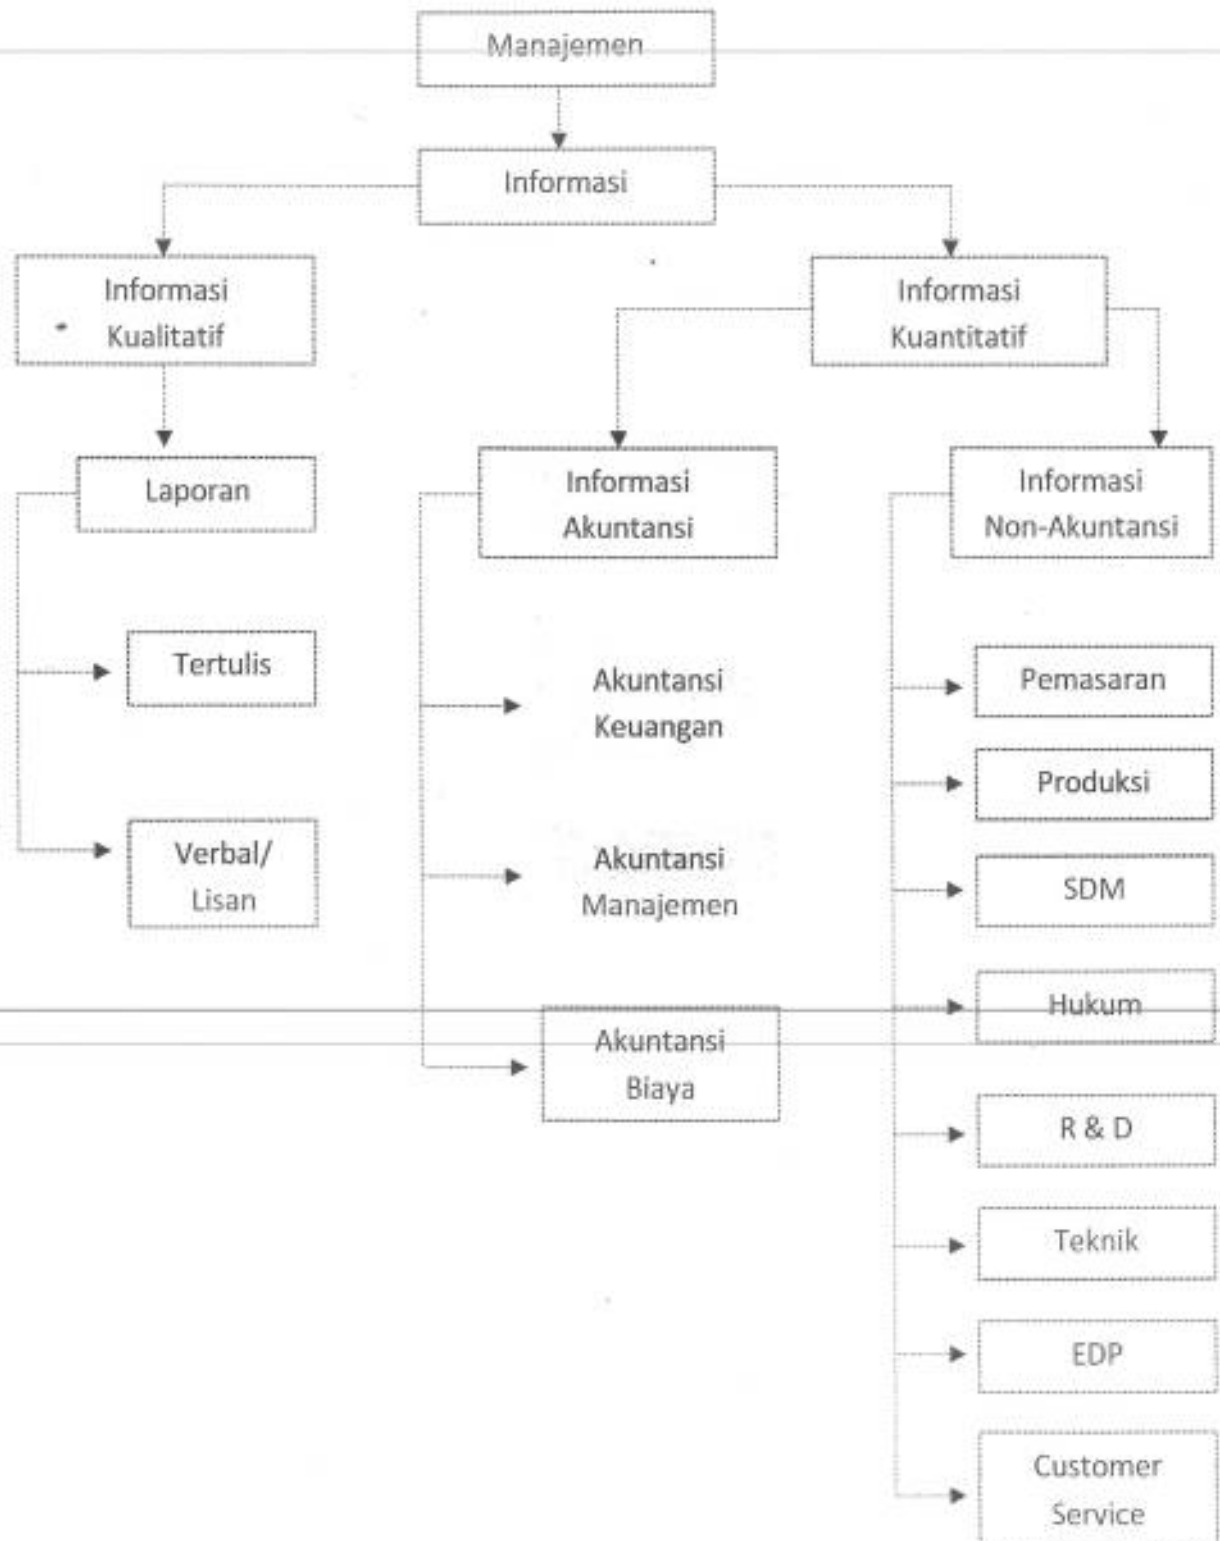 Manajemen
Informasi
Informasi
Kualitatif
Informasi
Kuantitatif
Laporan
Informasi
Akuntansi
Informasi
Non-Akuntansi
Tertulis
Verbal/
Lisan
Akuntansi
Keuangan
Akuntansi
Manajemen
Akuntansi
Biaya
Pemasaran
Produksi
SDM
Hukum
R & D
Teknik
EDP
Customer
Service